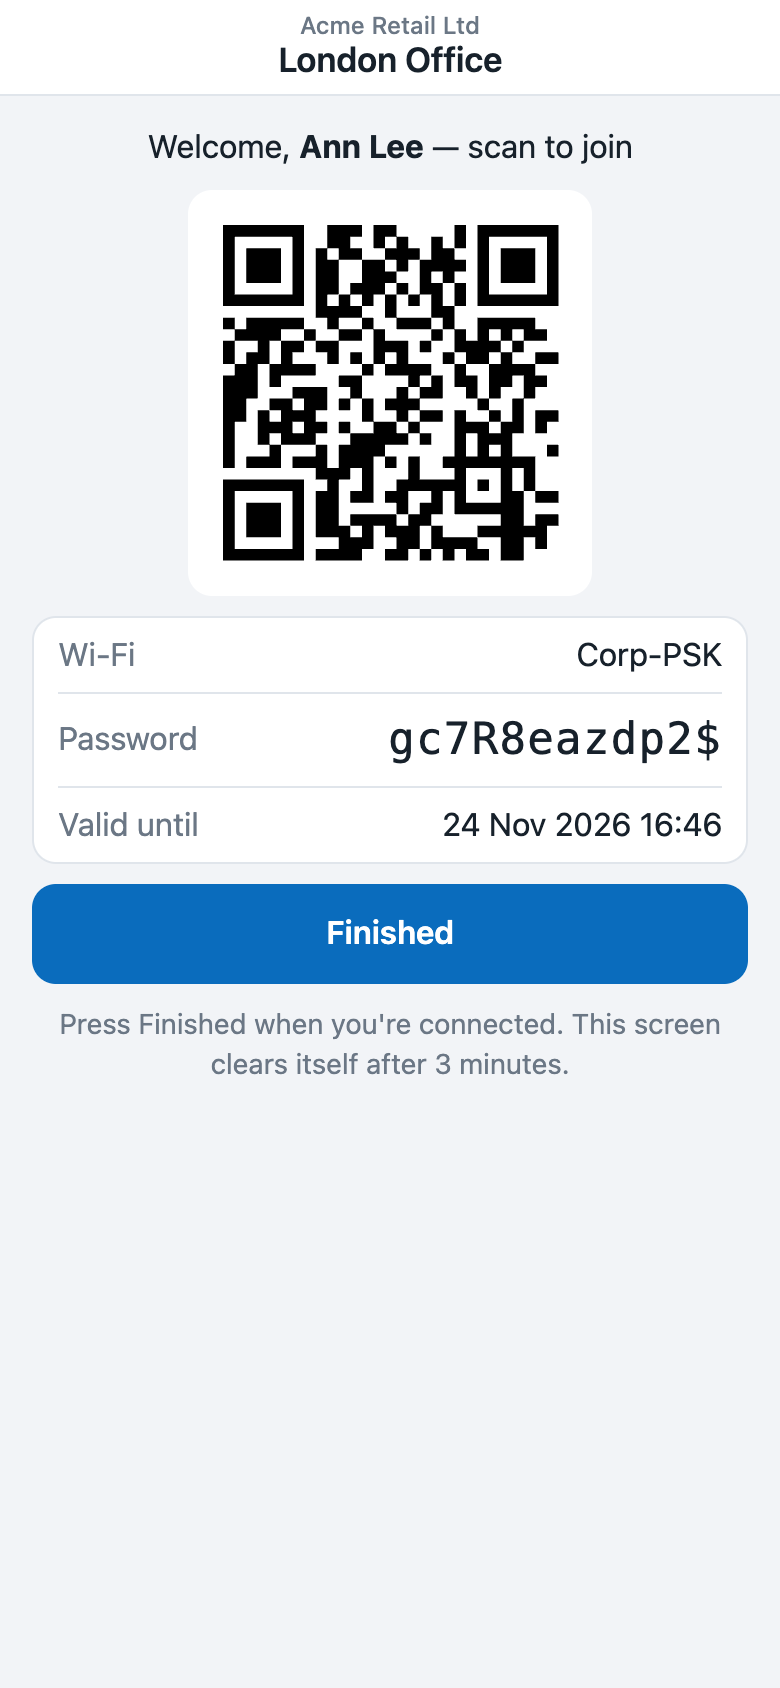 Acme Retail Ltd
London Office
Welcome, Ann Lee — scan to join
Wi-Fi
Corp-PSK
Password
gc7R8eazdp2$
Valid until
24 Nov 2026 16:46
Finished
Press Finished when you're connected. This screen
clears itself after 3 minutes.